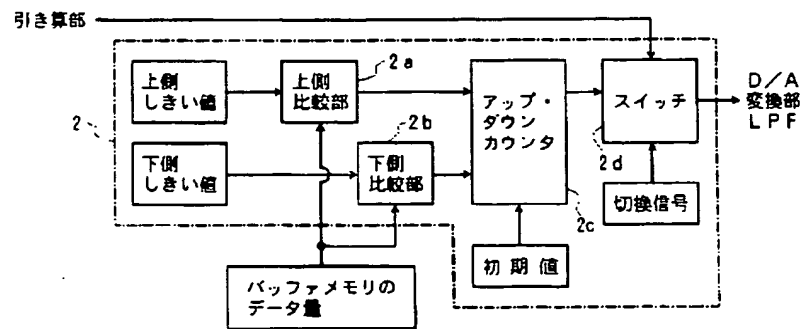 引き算部
上側
しきい値
上側
比較部
2a
アップ・
ダウン
カウンタ
スイッチ
D/A
変換部
LPF
2
2b
下側
しきい値
下側
比較部
2d
2c
切換信号
初期値
バッファメモリの
データ量